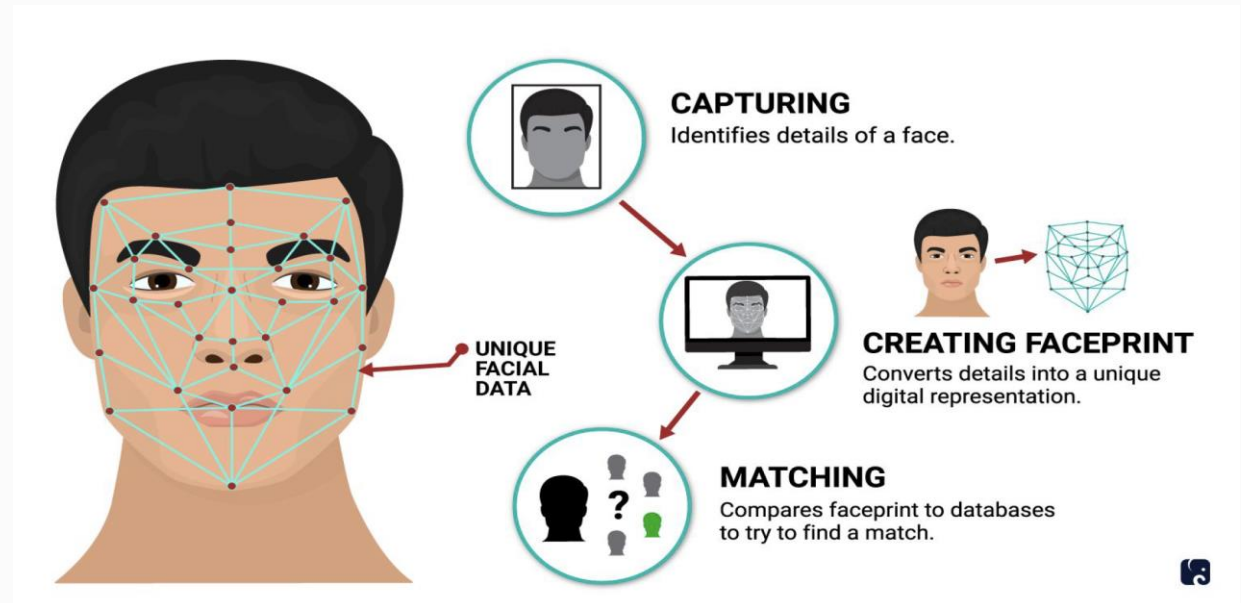 CAPTURING
Identifies details of a face.
UNIQUE
FACIAL
DATA
CREATING FACEPRINT
Converts details into a unique
digital representation.
?
MATCHING
Compares faceprint to databases
to try to find a match.